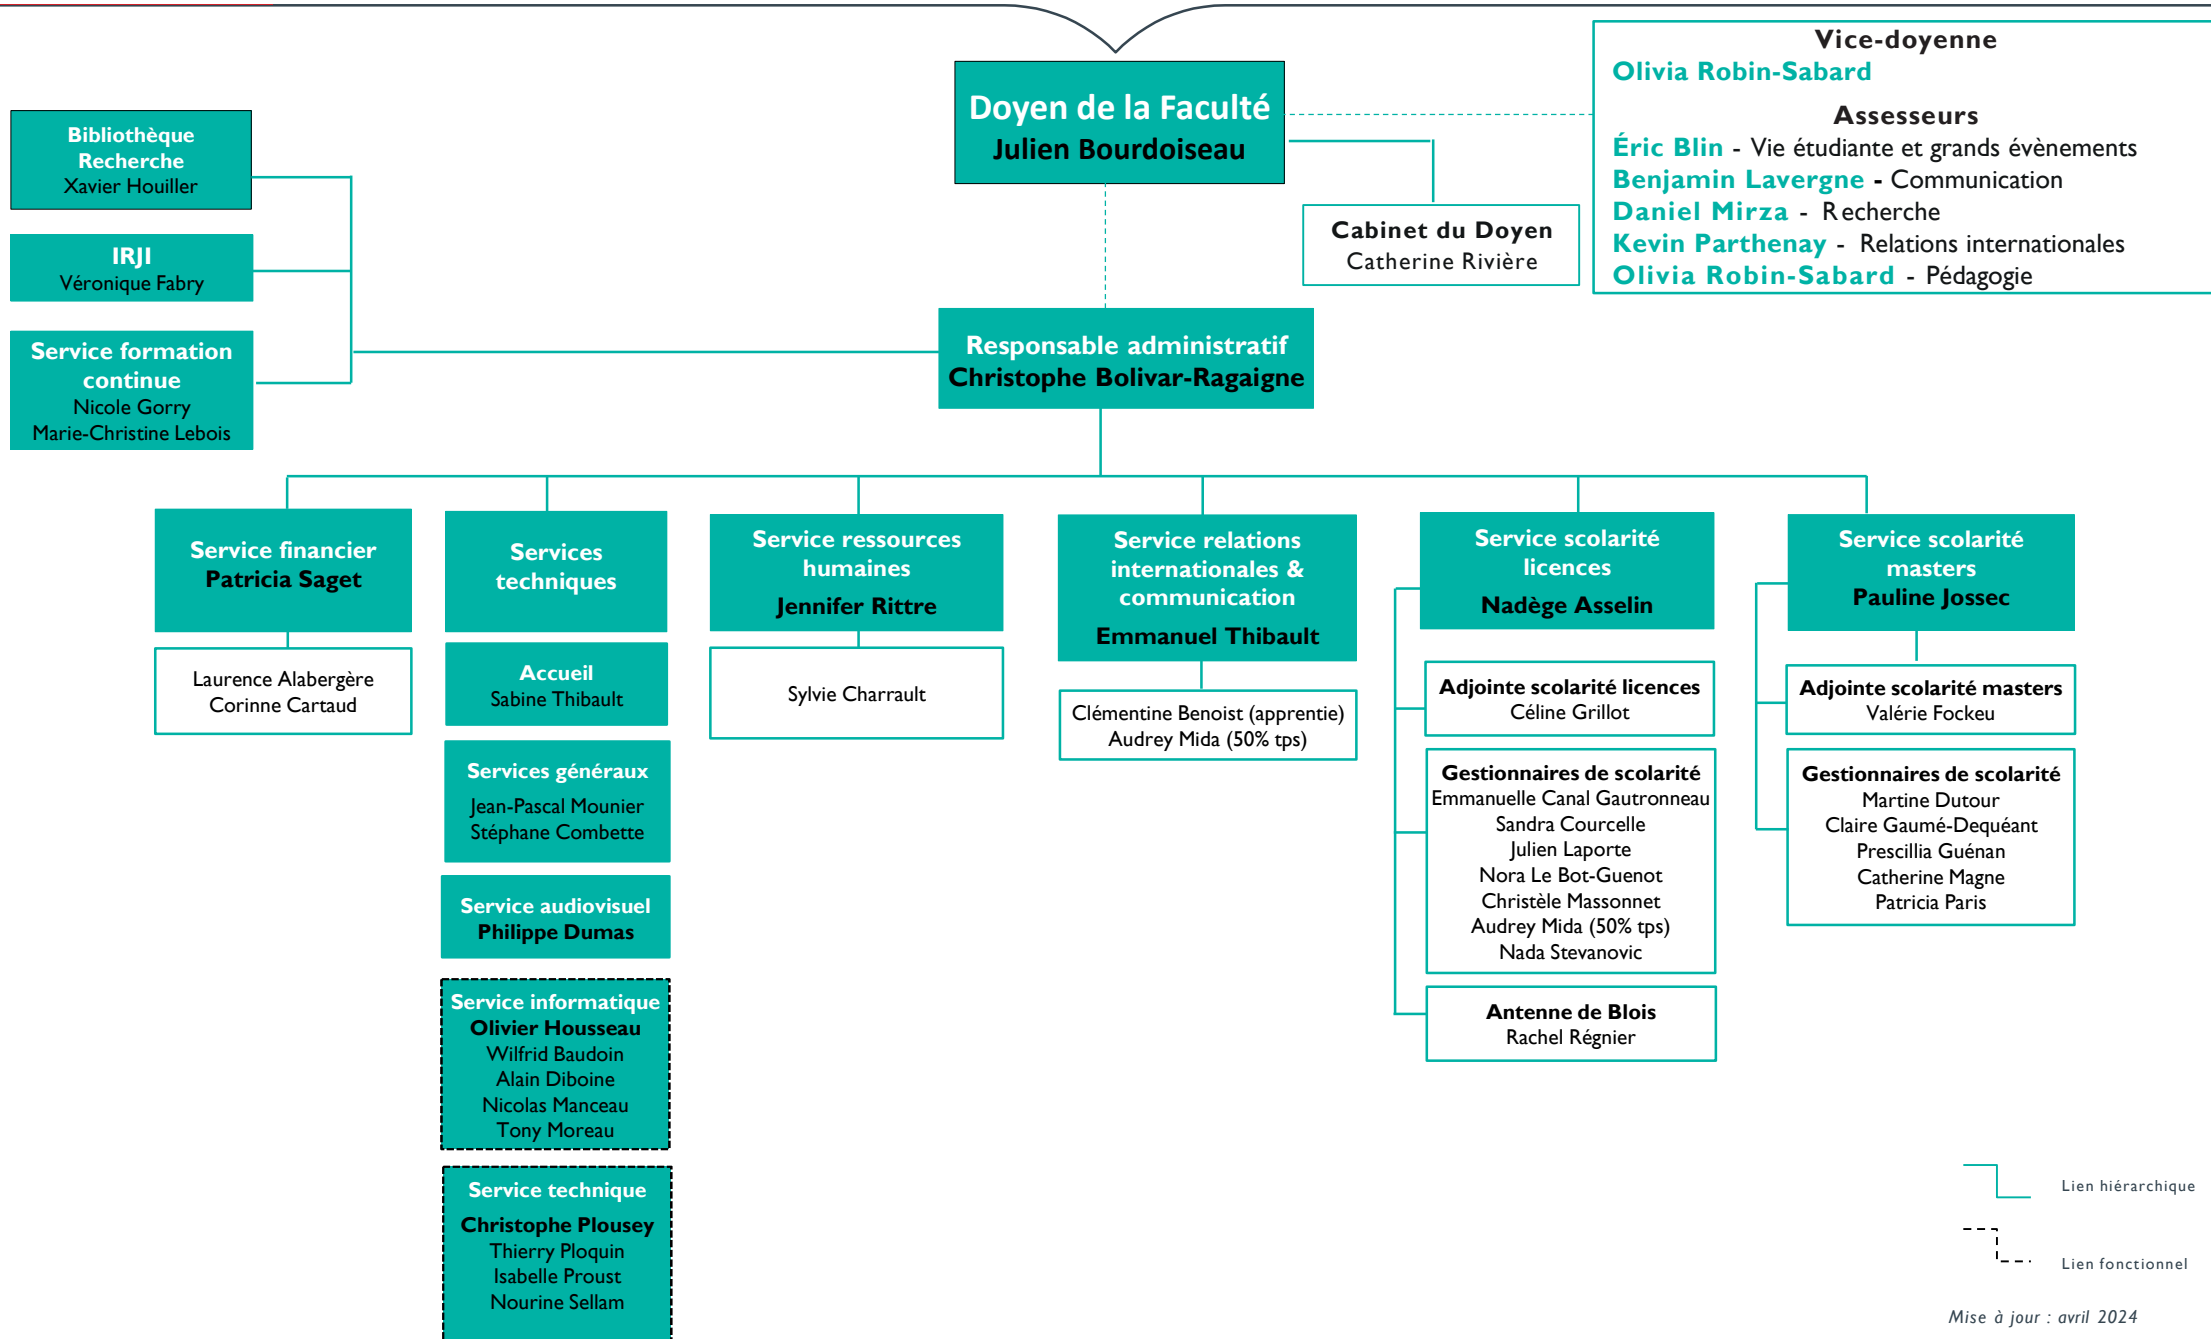 Vice-doyenne
Olivia Robin-Sabard
Assesseurs
Éric Blin - Vie étudiante et grands évènements
Benjamin Lavergne - Communication
Daniel Mirza - Recherche
Kevin Parthenay - Relations internationales
Olivia Robin-Sabard - Pédagogie
Doyen de la Faculté
Julien Bourdoiseau
Cabinet du Doyen
Catherine Rivière
Bibliothèque
Recherche
Xavier Houiller
IRJI
Véronique Fabry
Service formation
continue
Nicole Gorry
Marie-Christine Lebois
Responsable administratif
Christophe Bolivar-Ragaigne
Service financier
Patricia Saget
Laurence Alabergère
Corinne Cartaud
Services
techniques
Accueil
Sabine Thibault
Services généraux
Jean-Pascal Mounier
Stéphane Combette
Service audiovisuel
Philippe Dumas
Service informatique
Olivier Housseau
Wilfrid Baudoin
Alain Diboine
Nicolas Manceau
Tony Moreau
Service technique
Christophe Plousey
Thierry Ploquin
Isabelle Proust
Nourine Sellam
Service ressources
humaines
Jennifer Rittre
Sylvie Charrault
Service relations
internationales &
communication
Emmanuel Thibault
Clémentine Benoist (apprentie)
Audrey Mida (50% tps)
Service scolarité
licences
Nadège Asselin
Adjointe scolarité licences
Céline Grillot
Gestionnaires de scolarité
Emmanuelle Canal Gautronneau
Sandra Courcelle
Julien Laporte
Nora Le Bot-Guenot
Christèle Massonnet
Audrey Mida (50% tps)
Nada Stevanovic
Antenne de Blois
Rachel Régnier
Service scolarité
masters
Pauline Jossec
Adjointe scolarité masters
Valérie Fockeu
Gestionnaires de scolarité
Martine Dutour
Claire Gaumé-Dequéant
Prescillia Guénan
Catherine Magne
Patricia Paris
Lien hiérarchique
Lien fonctionnel
Mise à jour : avril 2024